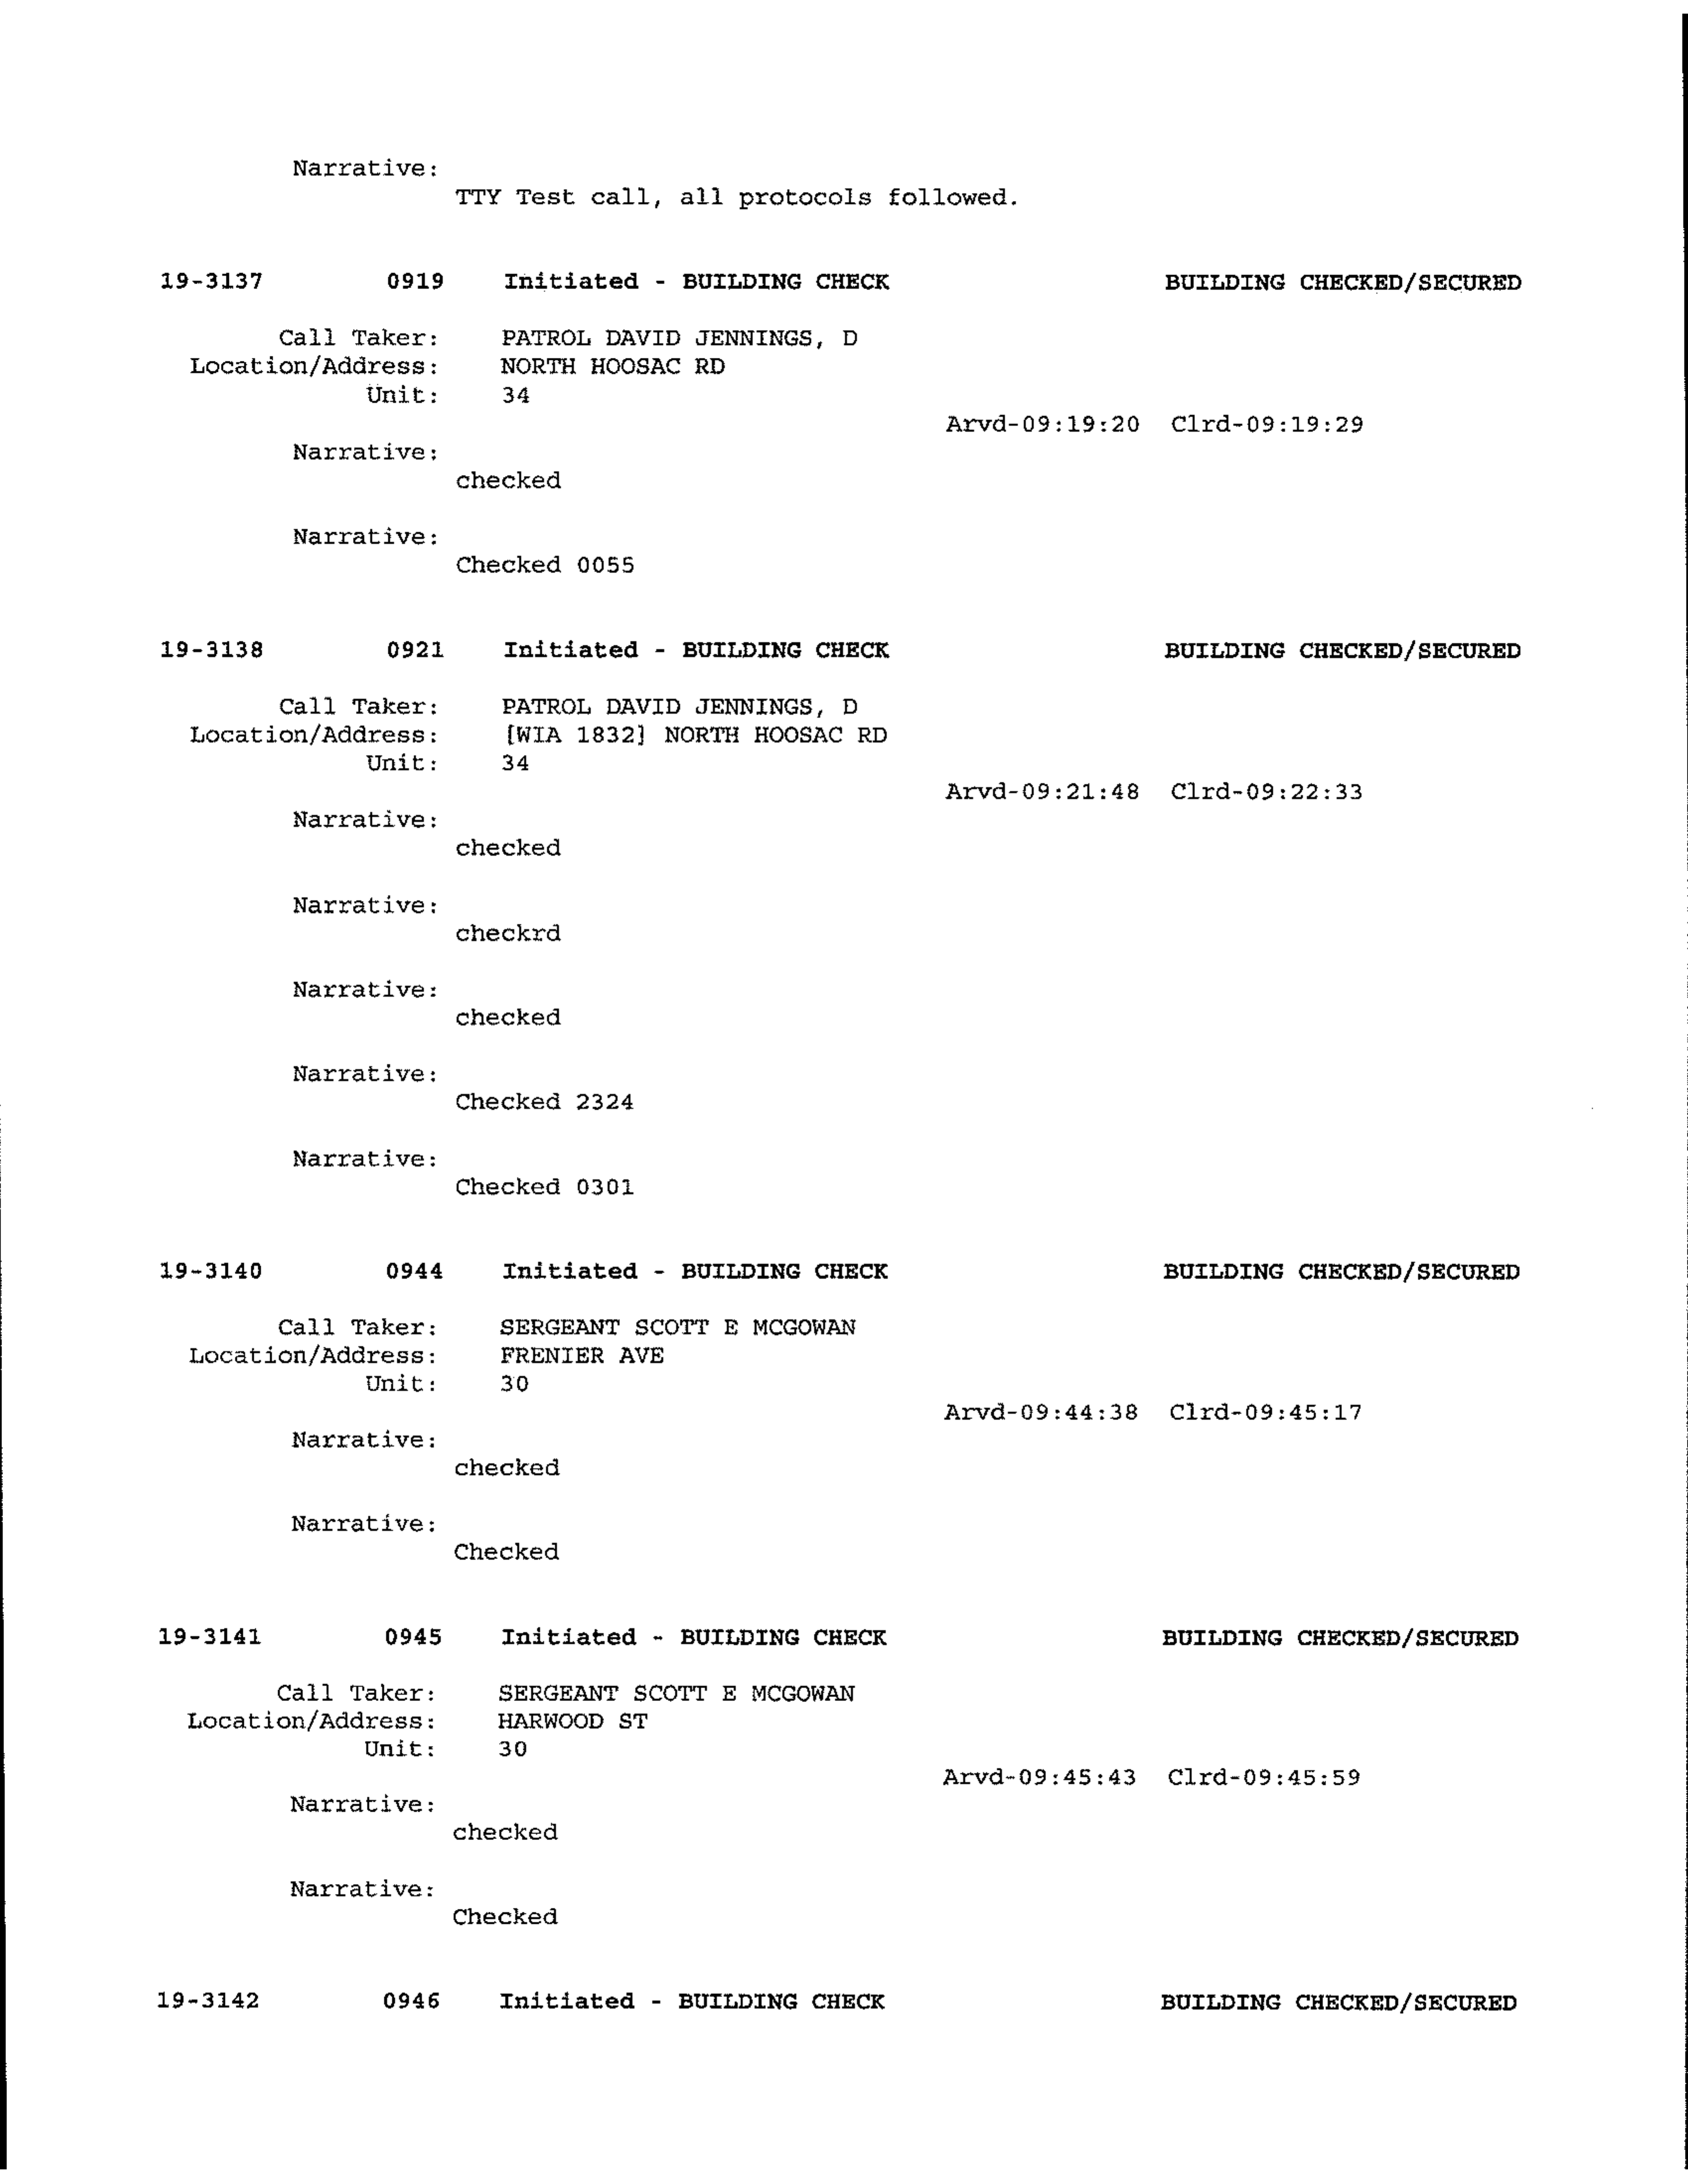 Narrative:
TTY Test call, all protocols followed.
19-3137 0919 Initiated - BUILDING CHECK BUILDING CHECKED/SECURED
Call Taker: PATROL DAVID JENNINGS, D
Location/Address: NORTH HOOSAC RD
Unit: 34
Arvd-09:19:20 Clrd-09:19:29
Narrative:
checked
Narrative:
Checked 0055
19-3138 0921 Initiated - BUILDING CHECK BUILDING CHECKED/SECURED
Call Taker: PATROL DAVID JENNINGS, D
Location/Address: [WIA 1832] NORTH HOOSAC RD
Unit: 34
Arvd-09:21:48 Clrd-09:22:33
Narrative:
checked
Narrative:
checkrd
Narrative:
checked
Narrative:
Checked 2324
Narrative:
Checked 0301
19-3140 0944 Initiated - BUILDING CHECK BUILDING CHECKED/SECURED
Call Taker: SERGEANT SCOTT E MCGOWAN
Location/Address: FRENIER AVE
Unit: 30
Arvd-09:44:38 Clrd-09:45:17
Narrative:
checked
Narrative:
Checked
19-3141 0945 Initiated - BUILDING CHECK BUILDING CHECKED/SECURED
Call Taker: SERGEANT SCOTT E MCGOWAN
Location/Address: HARWOOD ST
Unit: 30
Arvd-09:45:43 Clrd-09:45:59
Narrative:
checked
Narrative:
Checked
19-3142 0946 Initiated - BUILDING CHECK BUILDING CHECKED/SECURED